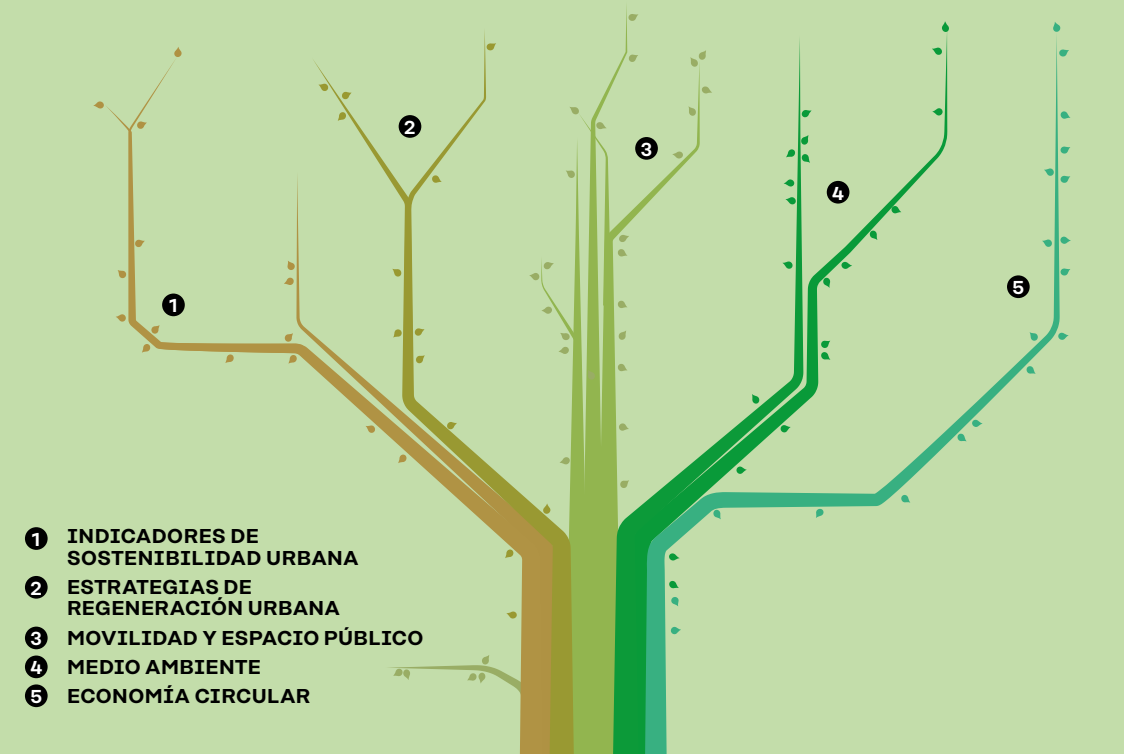 2
3
4
5
1
1 INDICADORES DE
SOSTENIBILIDAD URBANA
2 ESTRATEGIAS DE
REGENERACIÓN URBANA
3 MOVILIDAD Y ESPACIO PÚBLICO
4 MEDIO AMBIENTE
5 ECONOMÍA CIRCULAR